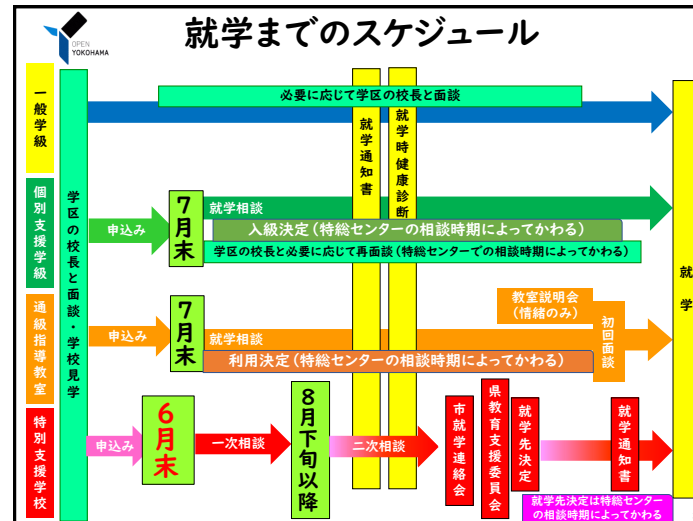 OPEN
YOKOHAMA
就学までのスケジュール
一般学級
学区の校長と面談・学校見学
必要に応じて学区の校長と面談
就学通知書
就学時健康診断
就学
個別支援学級
申込み
7月末
就学相談
入級決定(特総センターの相談時期によってかわる)
学区の校長と必要に応じて再面談(特総センターでの相談時期によってかわる)
通級指導教室
申込み
7月末
就学相談
利用決定(特総センターの相談時期によってかわる)
教室説明会
(情緒のみ)
初回面談
特別支援学校
申込み
6月末
一次相談
8月下旬以降
二次相談
市就学連絡会
県教育支援委員会
就学先決定
就学通知書
就学先決定は特総センター
の相談時期によってかわる